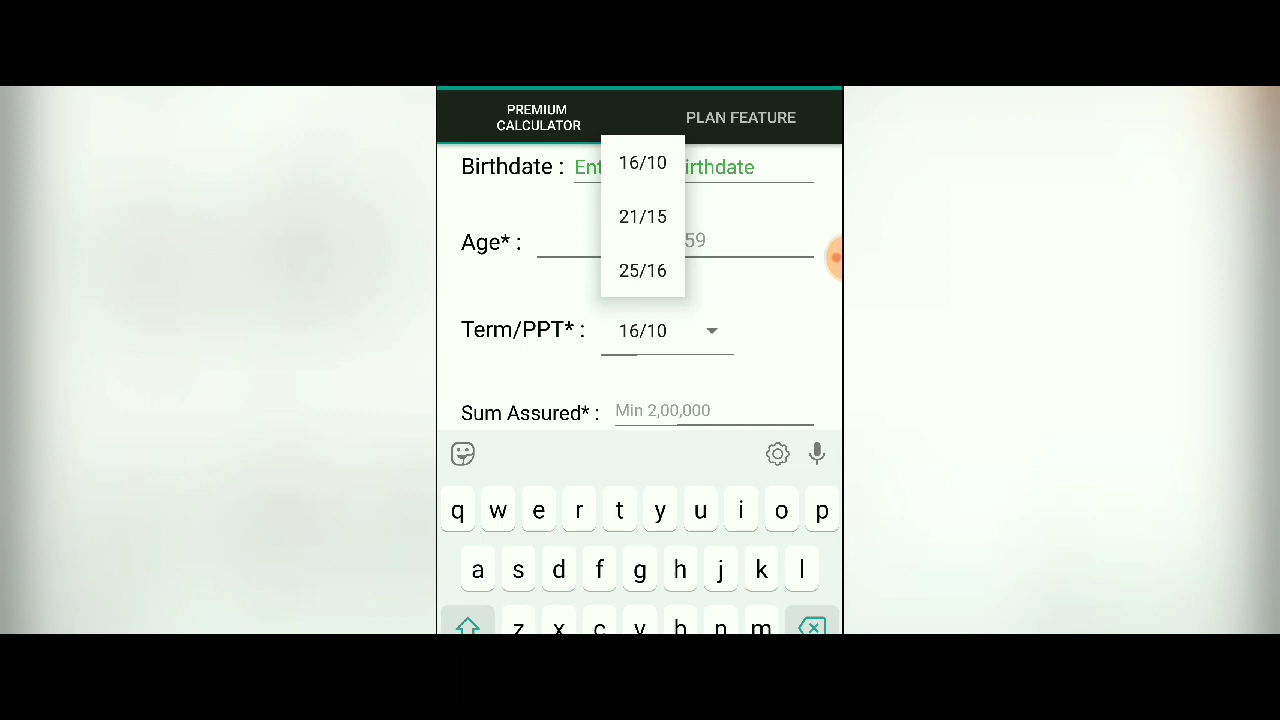 PREMIUM
CALCULATOR
PLAN FEATURE
16/10
21/15
25/16
Birthdate :
Ent
irthdate
Age* :
59
Term/PPT* :
16/10
Sum Assured* :
Min 2,00,000
q w e r t y u i o p
a s d f g h j k l
z x c v b n m